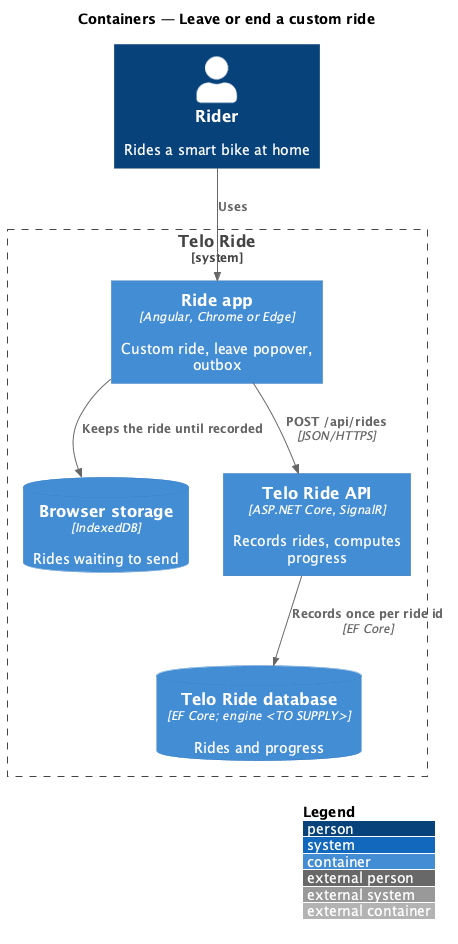 Containers — Leave or end a custom ride
Rider
Rides a smart bike at home
Uses
Telo Ride
[system]
Ride app
[Angular, Chrome or Edge]
Custom ride, leave popover,
outbox
Keeps the ride until recorded
POST /api/rides
[JSON/HTTPS]
Browser storage
[IndexedDB]
Rides waiting to send
Telo Ride API
[ASP.NET Core, SignalR]
Records rides, computes
progress
Records once per ride id
[EF Core]
Telo Ride database
[EF Core; engine <TO SUPPLY>]
Rides and progress
Legend
person
system
container
external person
external system
external container